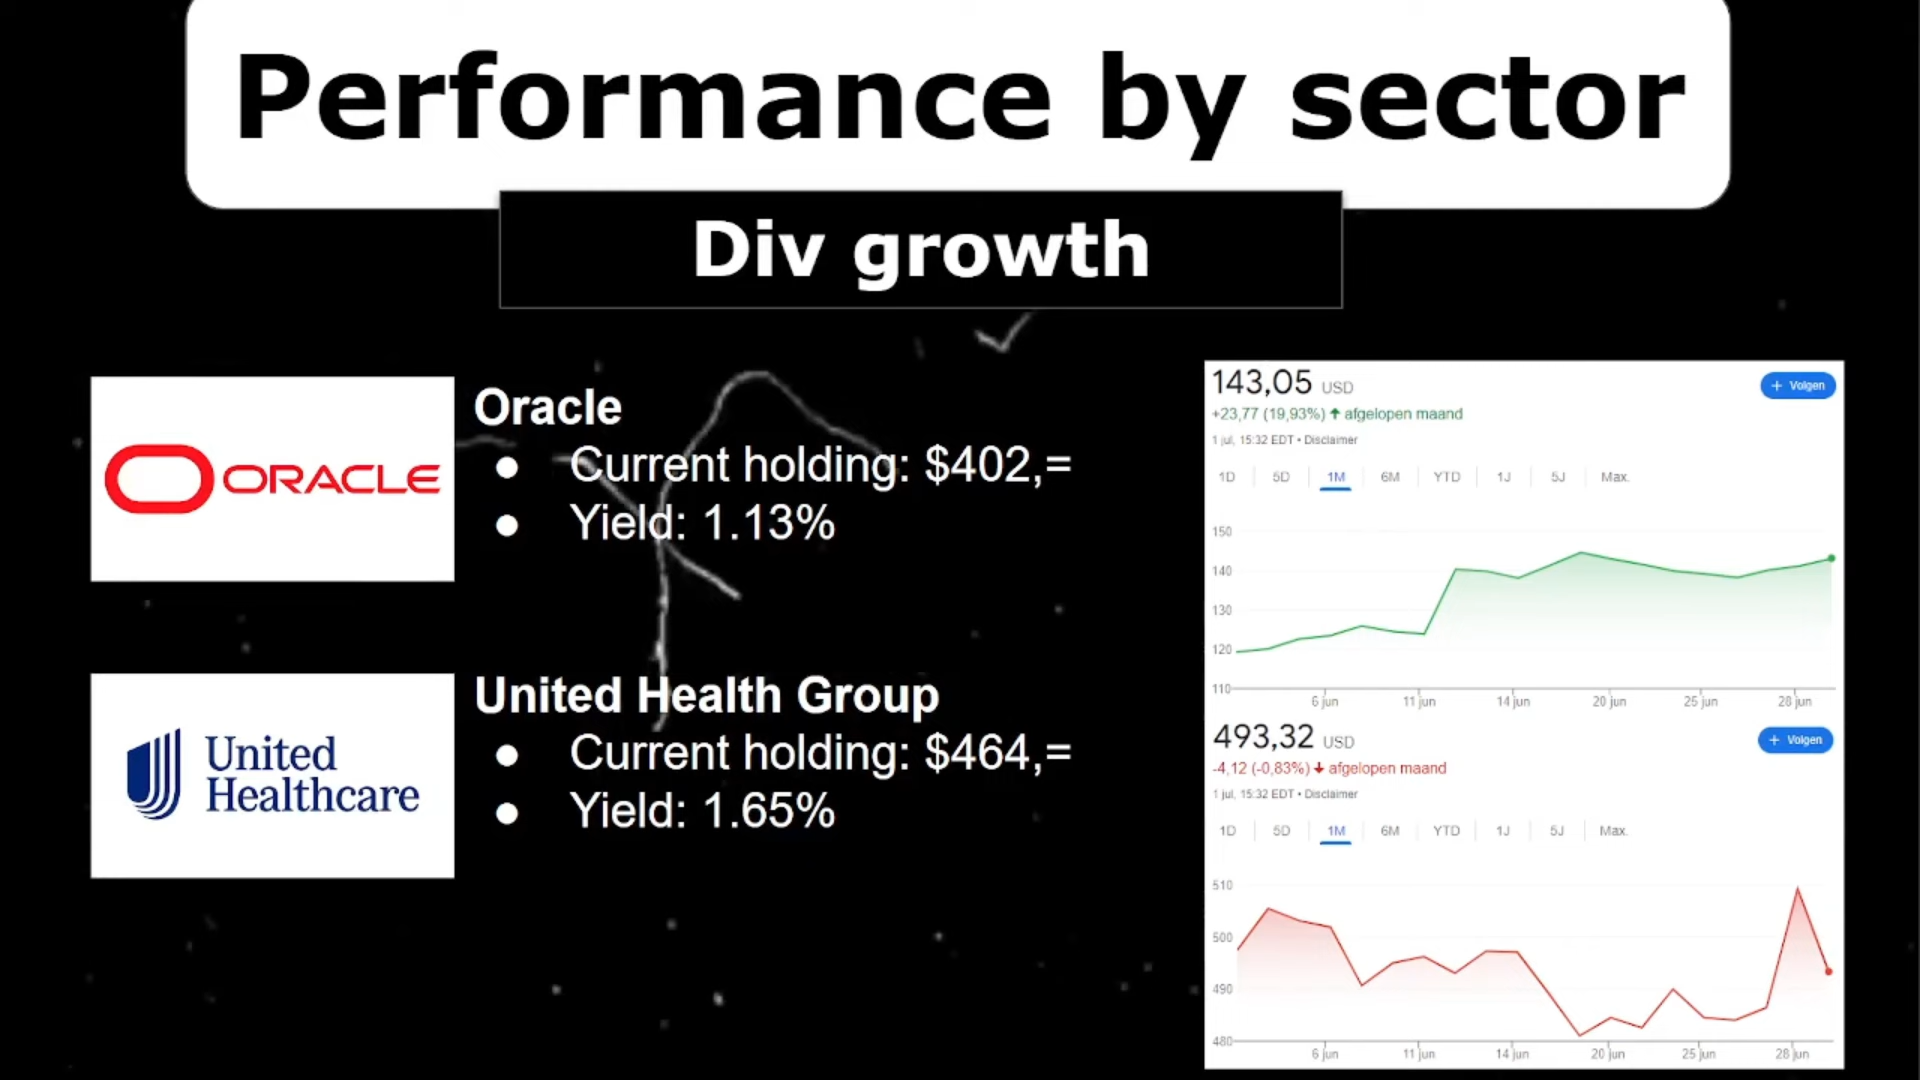 Performance by sector
Div growth
ORACLE
Oracle
● Current holding: $402,=
● Yield: 1.13%
United
Healthcare
United Health Group
● Current holding: $464,=
● Yield: 1.65%
143,05 USD
+ Volgen
+23,77 (19,93%) ↑ afgelopen maand
1 jul, 15:32 EDT • Disclaimer
1D 5D 1M 6M YTD 1J 5J Max.
150
140
130
120
110
6 jun 11 jun 14 jun 20 jun 25 jun 28 jun
493,32 USD
+ Volgen
-4,12 (-0,83%) ↓ afgelopen maand
1 jul, 15:32 EDT • Disclaimer
1D 5D 1M 6M YTD 1J 5J Max.
510
500
490
480
6 jun 11 jun 14 jun 20 jun 25 jun 28 jun